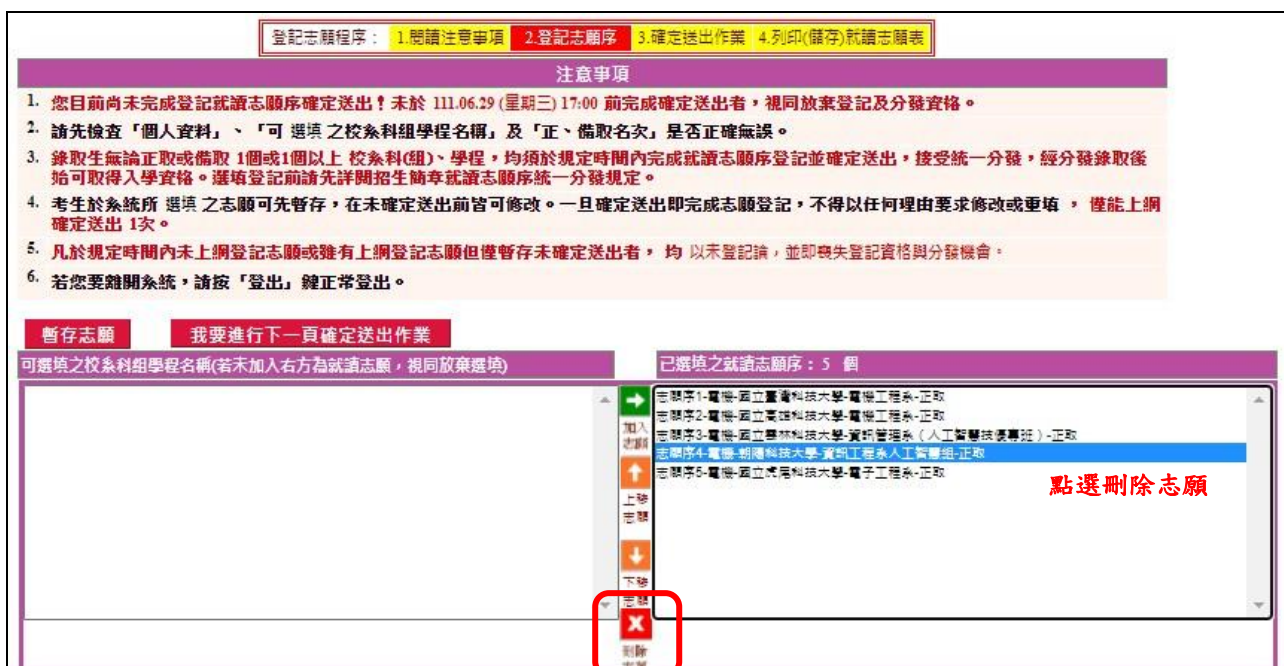 登記志願程序： 1.閱讀注意事項 2.登記志願序 3.確定送出作業 4.列印(儲存)就讀志願表
注意事項
1. 您目前尚未完成登記就讀志願序確定送出！未於 111.06.29 (星期三) 17:00 前完成確定送出者，視同放棄登記及分發資格。
2. 請先檢查「個人資料」、「可 選填 之校系科組學程名稱」及「正、備取名次」是否正確無誤。
3. 錄取生無論正取或備取 1個或1個以上 校系科(組)、學程，均須於規定時間內完成就讀志願序登記並確定送出，接受統一分發，經分發錄取後
始可取得入學資格。選填登記前請先詳閱招生簡章就讀志願序統一分發規定。
4. 考生於系統所 選填 之志願可先暫存，在未確定送出前皆可修改。一旦確定送出即完成志願登記，不得以任何理由要求修改或重填 ， 僅能上網
確定送出 1次。
5. 凡於規定時間內未上網登記志願或雖有上網登記志願但僅暫存未確定送出者， 均 以未登記論，並即喪失登記資格與分發機會。
6. 若您要離開系統，請按「登出」鍵正常登出。
暫存志願 我要進行下一頁確定送出作業
可選填之校系科組學程名稱(若未加入右方為就讀志願，視同放棄選填)
已選填之就讀志願序： 5 個
加入
志願
上移
志願
下移
志願
刪除
志願序1-電機-國立臺灣科技大學-電機工程系-正取
志願序2-電機-國立高雄科技大學-電機工程系-正取
志願序3-電機-國立雲林科技大學-資訊管理系（人工智慧技優專班）-正取
志願序4-電機-朝陽科技大學-資訊工程系人工智慧組-正取
志願序5-電機-國立虎尾科技大學-電子工程系-正取
點選刪除志願